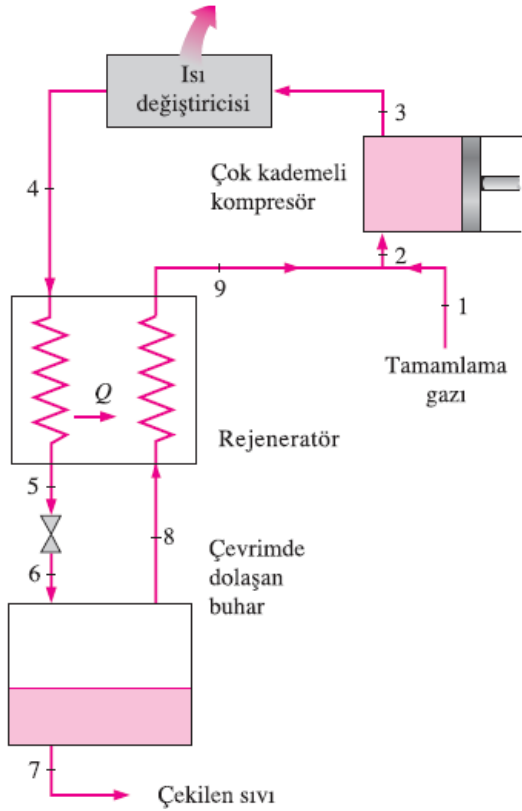 Isı
değiştiricisi
3
4
Çok kademeli
kompresör
2
9
1
Tamamlama
gazı
Q
Rejeneratör
5
8
Çevrimde
dolaşan
buhar
6
7
Çekilen sıvı